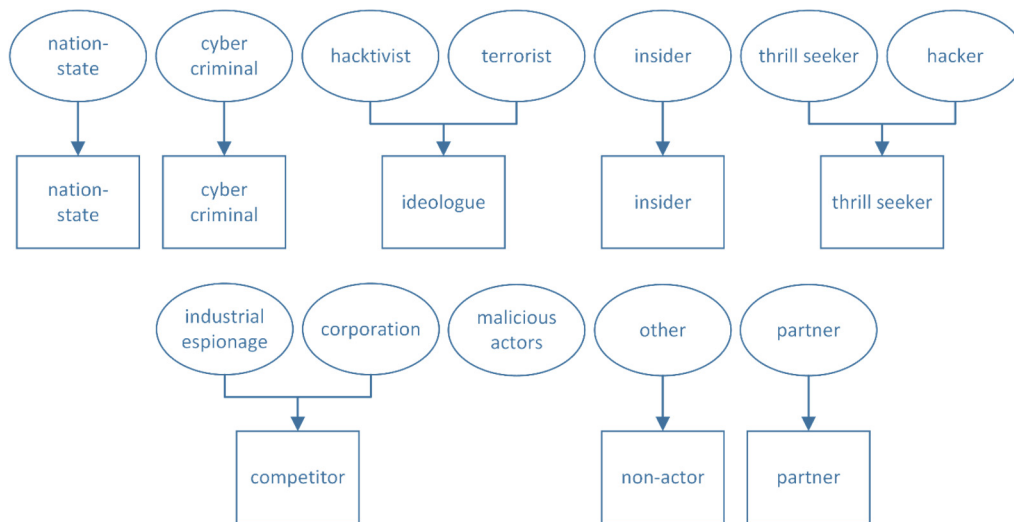 nation-
state
cyber
criminal
hacktivist
terrorist
insider
thrill seeker
hacker
nation-
state
cyber
criminal
ideologue
insider
thrill seeker
industrial
espionage
corporation
malicious
actors
other
partner
competitor
non-actor
partner